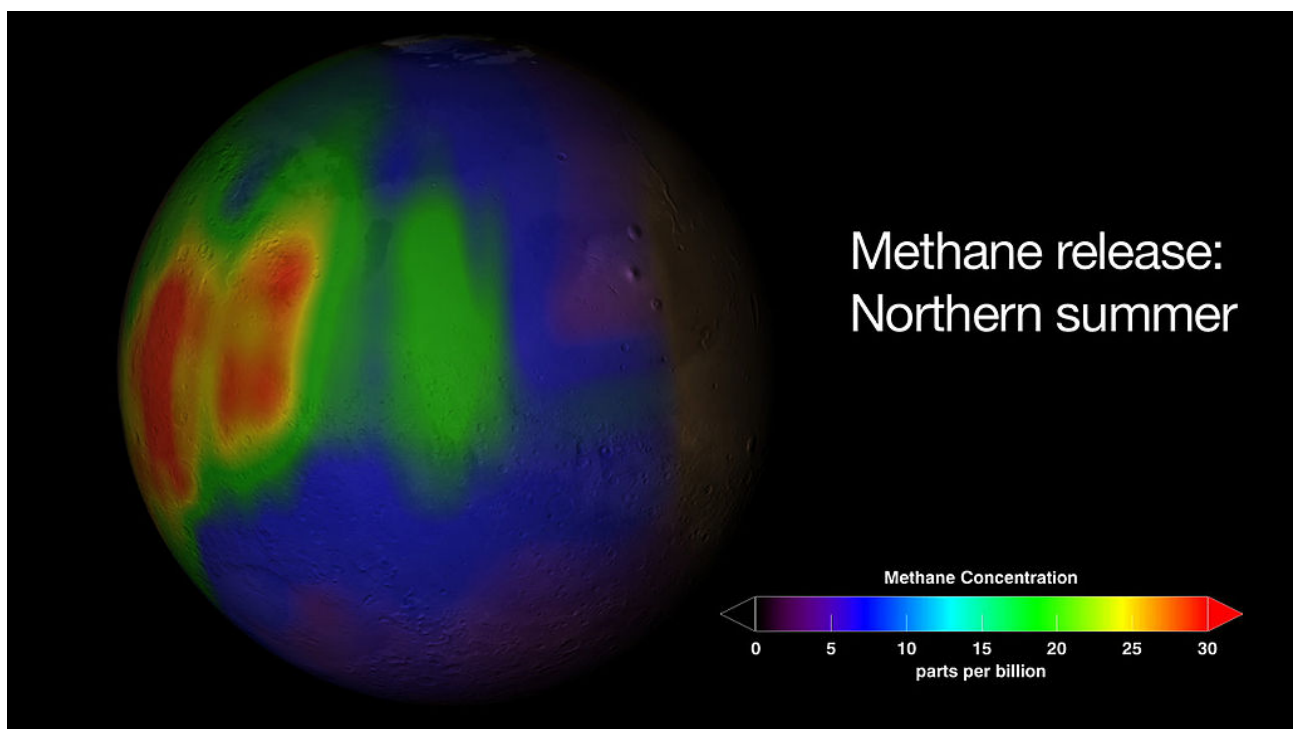 Methane release:
Northern summer
Methane Concentration
0 5 10 15 20 25 30
parts per billion